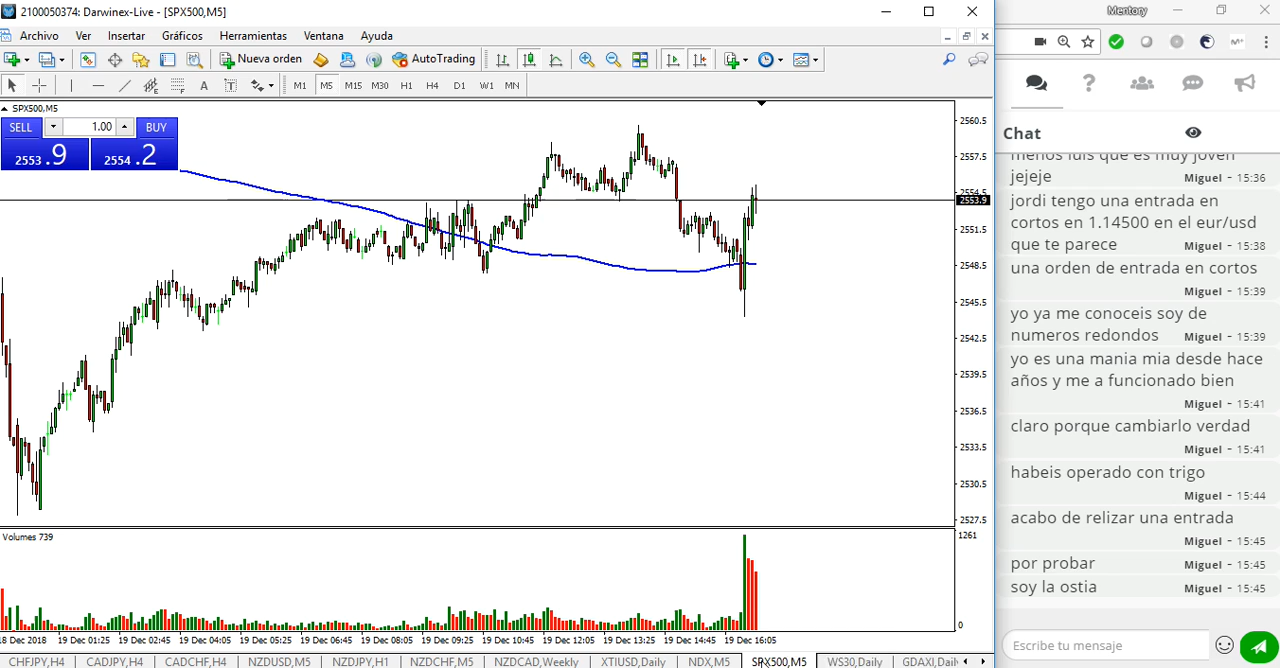 2100050374: Darwinex-Live - [SPX500,M5]
Archivo Ver Insertar Gráficos Herramientas Ventana Ayuda
Nueva orden AutoTrading
A T M1 M5 M15 M30 H1 H4 D1 W1 MN
SPX500,M5
SELL 1.00 BUY
2553.9 2554.2
2560.5
2557.5
2554.5
2553.9
2551.5
2548.5
2545.5
2542.5
2539.5
2536.5
2533.5
2530.5
2527.5
Volumes 739
1261
0
18 Dec 2018 19 Dec 01:25 19 Dec 02:45 19 Dec 04:05 19 Dec 05:25 19 Dec 06:45 19 Dec 08:05 19 Dec 09:25 19 Dec 10:45 19 Dec 12:05 19 Dec 13:25 19 Dec 14:45 19 Dec 16:05
CHFJPY,H4 CADJPY,H4 CADCHF,H4 NZDUSD,M5 NZDJPY,H1 NZDCHF,M5 NZDCAD,Weekly XTIUSD,Daily NDX,M5 SPX500,M5 WS30,Daily GDAXI,Dail
Mentory
Chat
menos luis que es muy joven
jejeje Miguel - 15:36
jordi tengo una entrada en
cortos en 1.14500 en el eur/usd
que te parece Miguel - 15:38
una orden de entrada en cortos
Miguel - 15:39
yo ya me conoceis soy de
numeros redondos Miguel - 15:39
yo es una mania mia desde hace
años y me a funcionado bien
Miguel - 15:41
claro porque cambiarlo verdad
Miguel - 15:41
habeis operado con trigo
Miguel - 15:44
acabo de relizar una entrada
Miguel - 15:45
por probar Miguel - 15:45
soy la ostia Miguel - 15:45
Escribe tu mensaje